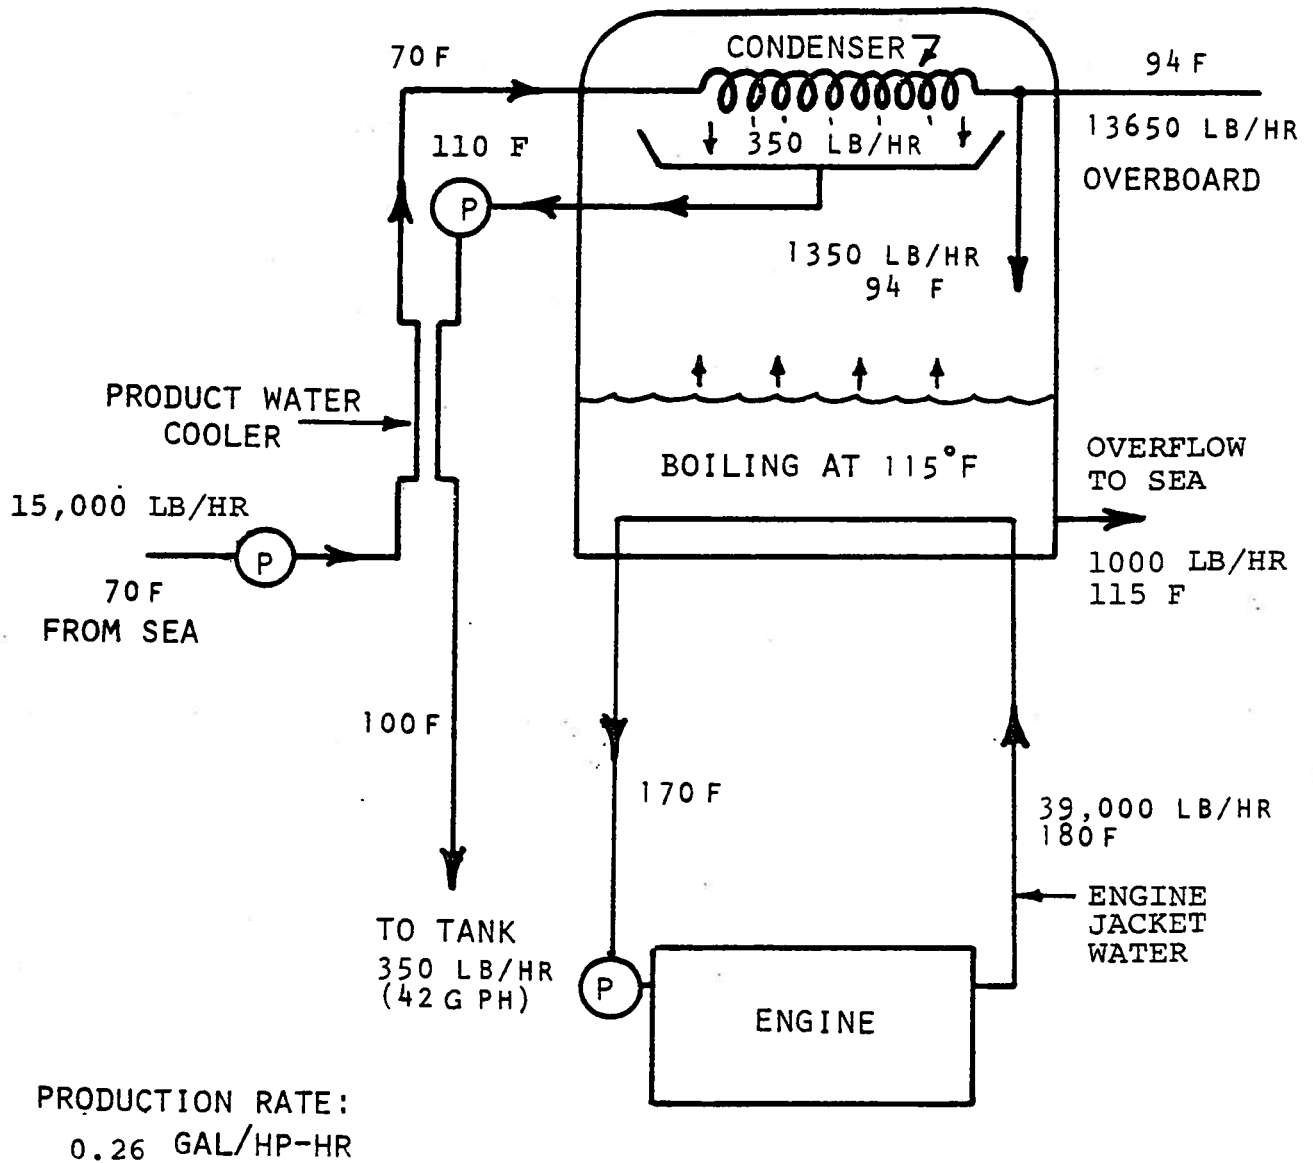 CONDENSER
70 F
94 F
13650 LB/HR
OVERBOARD
350 LB/HR
110 F
P
1350 LB/HR
94 F
PRODUCT WATER
COOLER
BOILING AT 115°F
OVERFLOW
TO SEA
1000 LB/HR
115 F
15,000 LB/HR
P
70 F
FROM SEA
100 F
170 F
39,000 LB/HR
180 F
ENGINE
JACKET
WATER
TO TANK
350 LB/HR
(42 G PH)
P
ENGINE
PRODUCTION RATE:
0.26 GAL/HP-HR